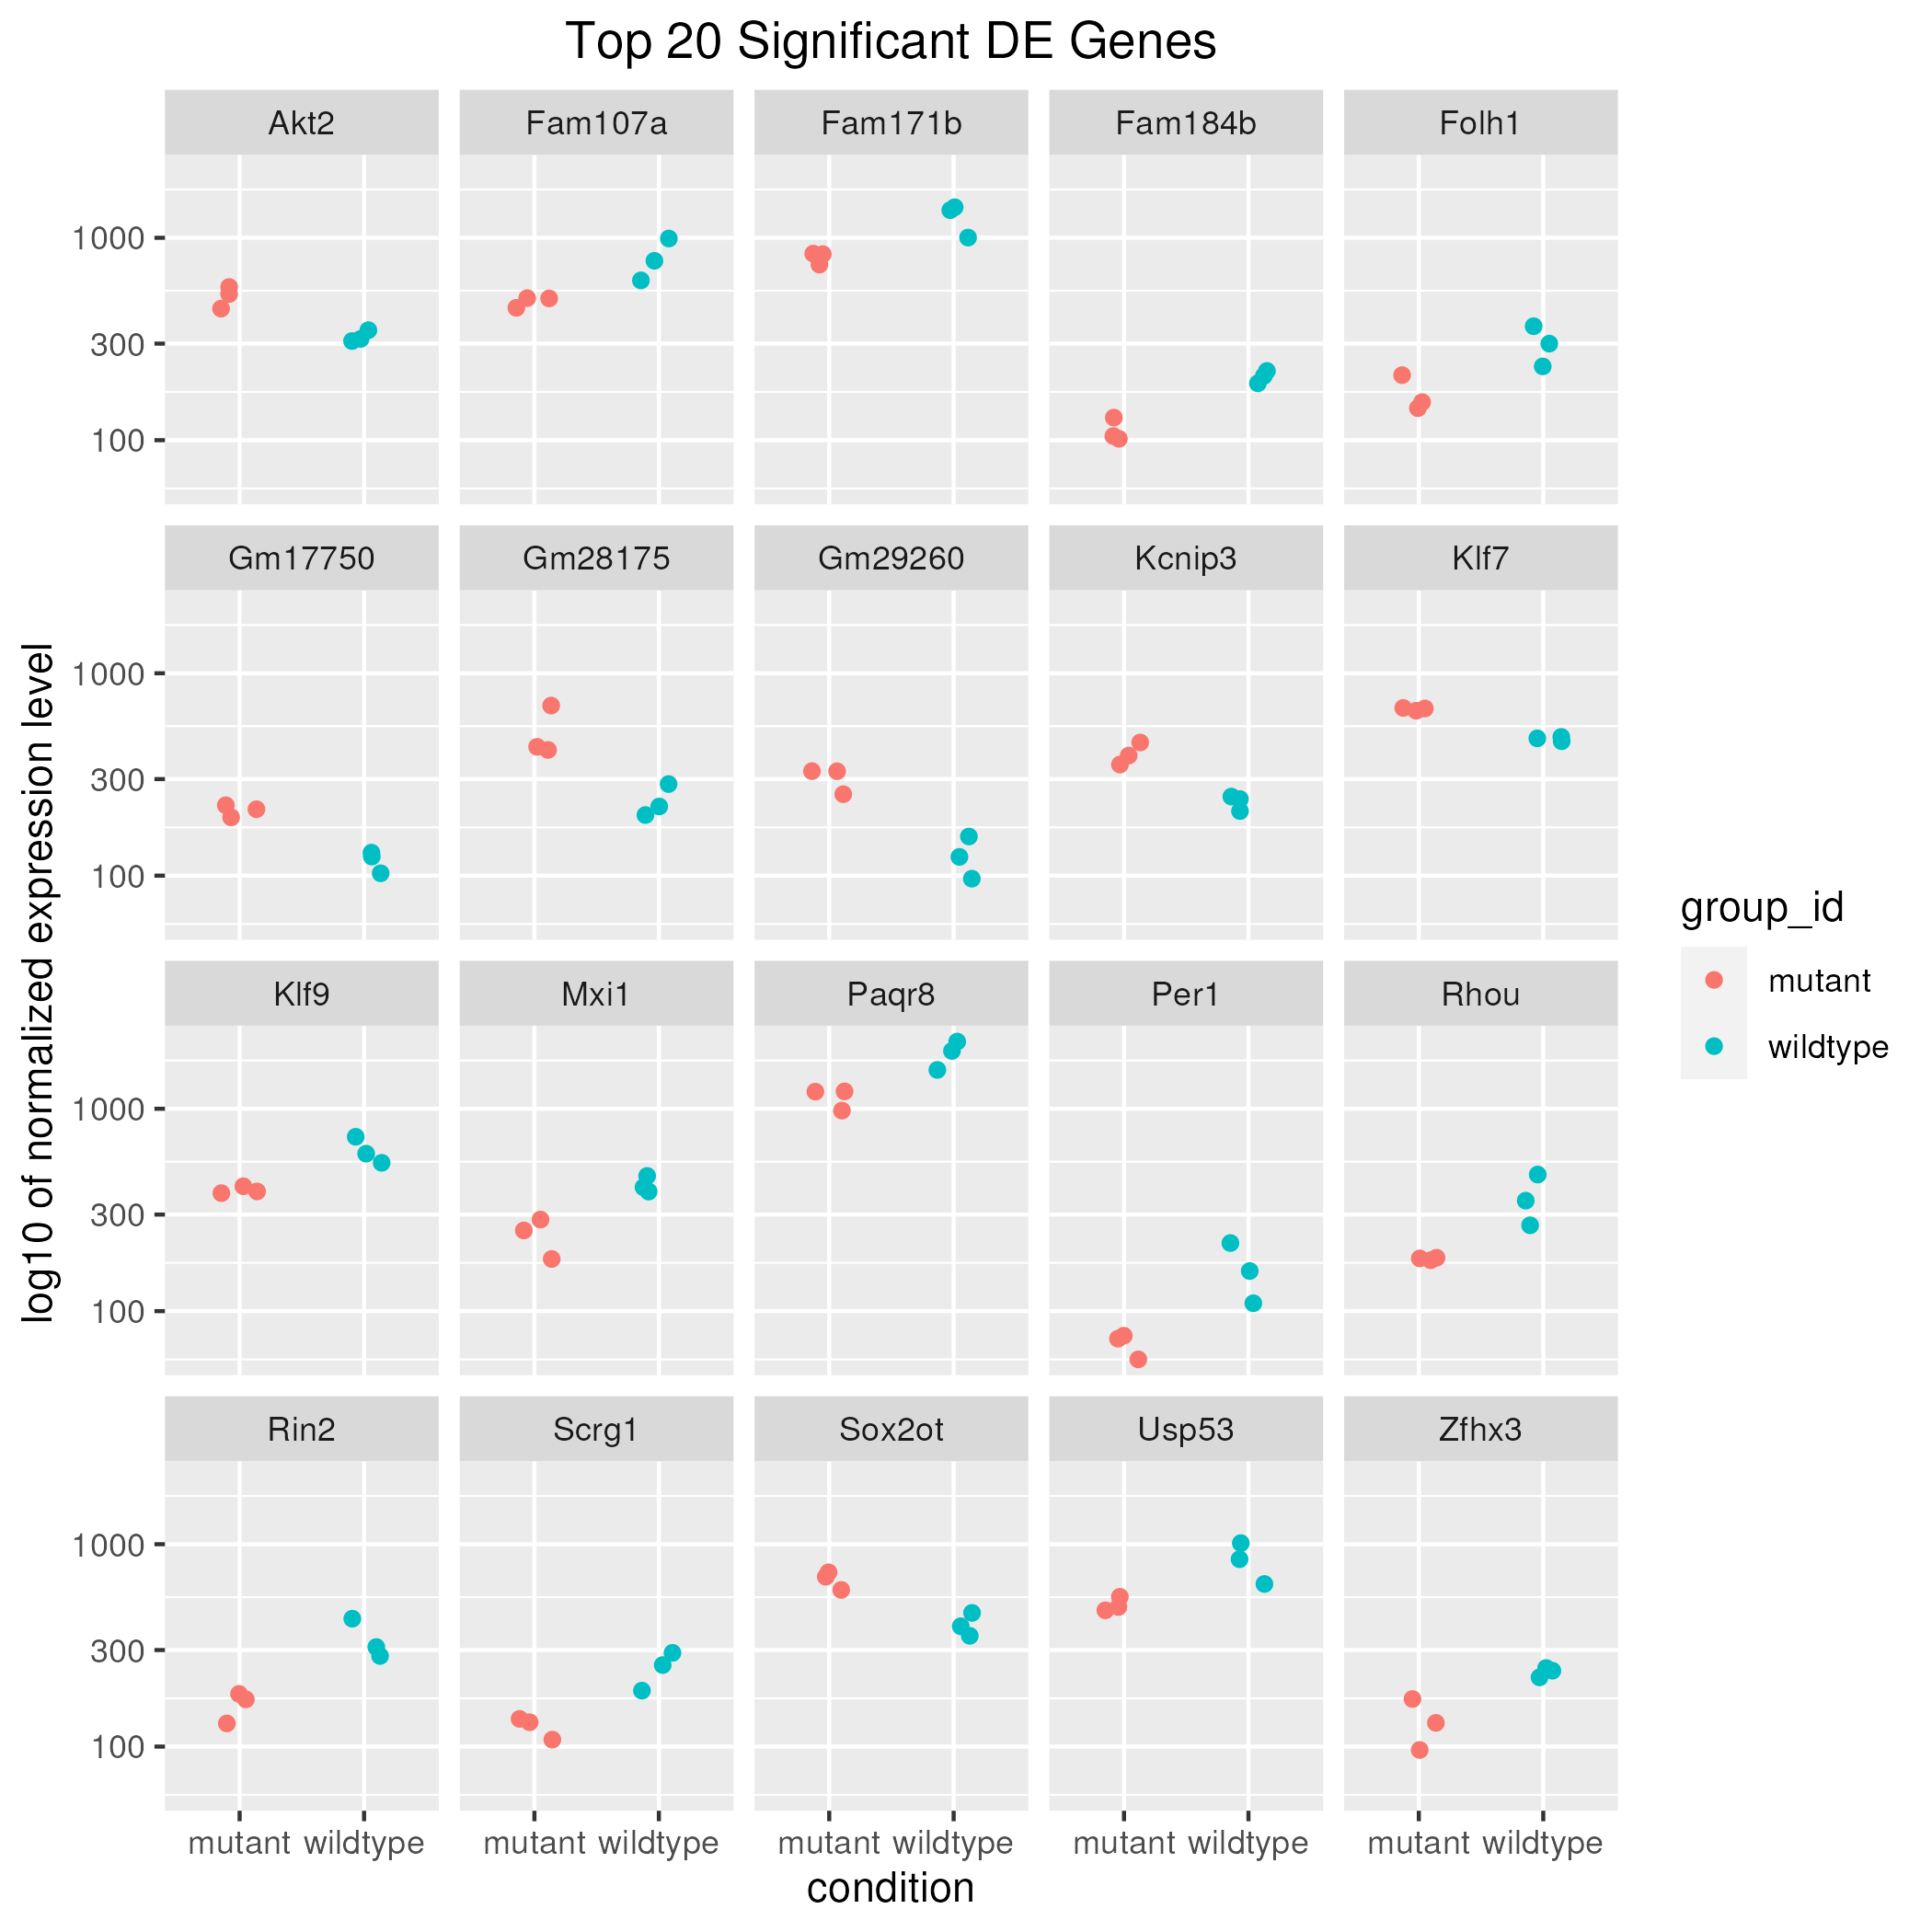 Top 20 Significant DE Genes
Akt2 Fam107a Fam171b Fam184b Folh1
1000
300
100
Gm17750 Gm28175 Gm29260 Kcnip3 Klf7
1000
300
100
Klf9 Mxi1 Paqr8 Per1 Rhou
1000
300
100
Rin2 Scrg1 Sox2ot Usp53 Zfhx3
1000
300
100
mutant wildtype mutant wildtype mutant wildtype mutant wildtype mutant wildtype
condition
log10 of normalized expression level
group_id
mutant
wildtype